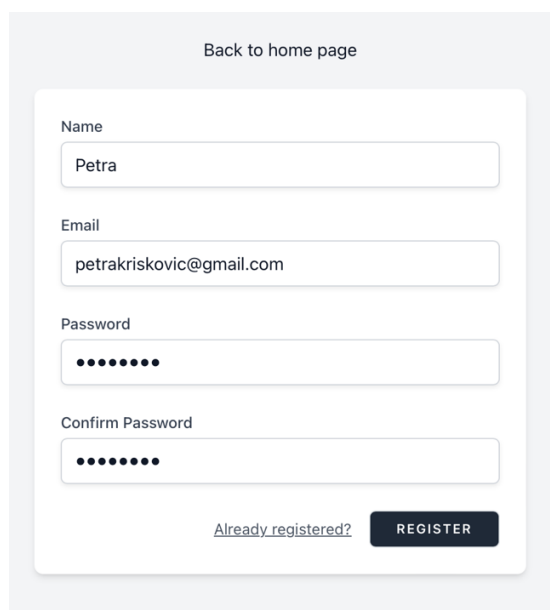 Back to home page
Name
Petra
Email
petrakriskovic@gmail.com
Password
••••••••
Confirm Password
••••••••
Already registered? REGISTER